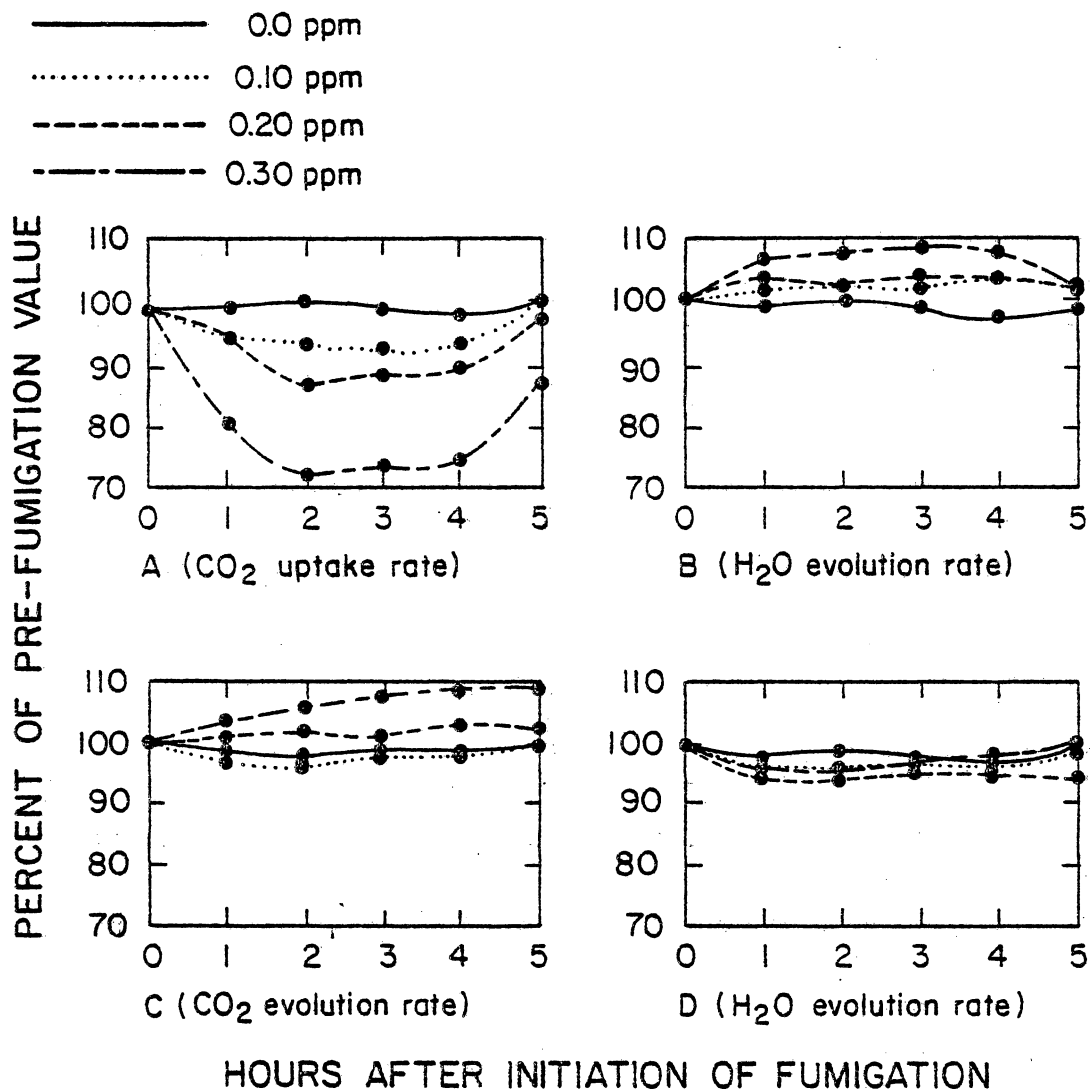 0.0 ppm
0.10 ppm
0.20 ppm
0.30 ppm
PERCENT OF PRE-FUMIGATION VALUE
110
100
90
80
70
0 1 2 3 4 5
A (CO₂ uptake rate)
110
100
90
80
70
0 1 2 3 4 5
B (H₂O evolution rate)
110
100
90
80
70
0 1 2 3 4 5
C (CO₂ evolution rate)
110
100
90
80
70
0 1 2 3 4 5
D (H₂O evolution rate)
HOURS AFTER INITIATION OF FUMIGATION